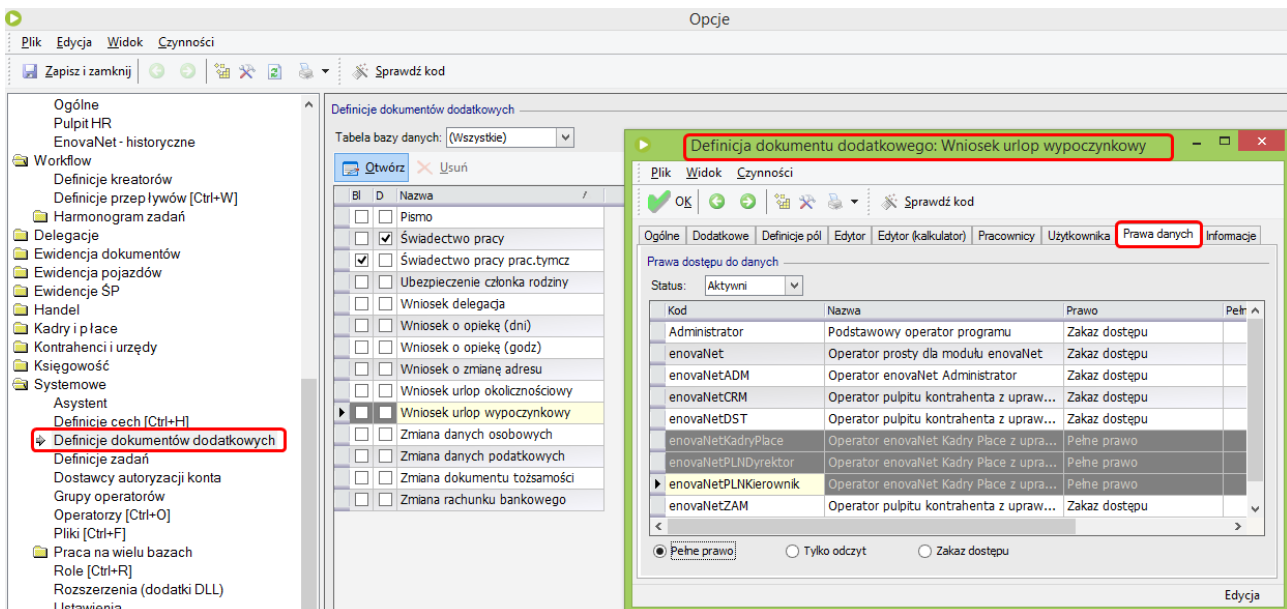 Opcje
Plik Edycja Widok Czynności
Zapisz i zamknij Sprawdź kod
Ogólne
Pulpit HR
EnovaNet - historyczne
Workflow
Definicje kreatorów
Definicje przepływów [Ctrl+W]
Harmonogram zadań
Delegacje
Ewidencja dokumentów
Ewidencja pojazdów
Ewidencje ŚP
Handel
Kadry i płace
Kontrahenci i urzędy
Księgowość
Systemowe
Asystent
Definicje cech [Ctrl+H]
Definicje dokumentów dodatkowych
Definicje zadań
Dostawcy autoryzacji konta
Grupy operatorów
Operatorzy [Ctrl+O]
Pliki [Ctrl+F]
Praca na wielu bazach
Role [Ctrl+R]
Rozszerzenia (dodatki DLL)
Ustawienia
Definicje dokumentów dodatkowych
Tabela bazy danych: (Wszystkie)
Otwórz Usuń
Bl D Nazwa /
Pismo
Świadectwo pracy
Świadectwo pracy prac.tymcz
Ubezpieczenie członka rodziny
Wniosek delegacja
Wniosek o opiekę (dni)
Wniosek o opiekę (godz)
Wniosek o zmianę adresu
Wniosek urlop okolicznościowy
Wniosek urlop wypoczynkowy
Zmiana danych osobowych
Zmiana danych podatkowych
Zmiana dokumentu tożsamości
Zmiana rachunku bankowego
Definicja dokumentu dodatkowego: Wniosek urlop wypoczynkowy
Plik Widok Czynności
OK Sprawdź kod
Ogólne Dodatkowe Definicje pól Edytor Edytor (kalkulator) Pracownicy Użytkownika Prawa danych Informacje
Prawa dostępu do danych
Status: Aktywni
Kod Nazwa Prawo Pełn
Administrator Podstawowy operator programu Zakaz dostępu
enovaNet Operator prosty dla modułu enovaNet Zakaz dostępu
enovaNetADM Operator enovaNet Administrator Zakaz dostępu
enovaNetCRM Operator pulpitu kontrahenta z upraw... Zakaz dostępu
enovaNetDST Operator pulpitu kontrahenta z upraw... Zakaz dostępu
enovaNetKadryPlace Operator enovaNet Kadry Płace z upra... Pełne prawo
enovaNetPLNDyrektor Operator enovaNet Kadry Płace z upra... Pełne prawo
enovaNetPLNKierownik Operator enovaNet Kadry Płace z upra... Pełne prawo
enovaNetZAM Operator pulpitu kontrahenta z upraw... Zakaz dostępu
Pełne prawo Tylko odczyt Zakaz dostępu
Edycja